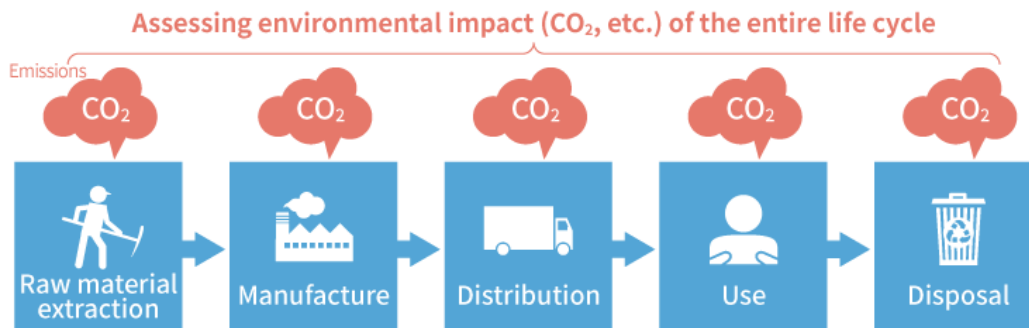 Assessing environmental impact (CO₂, etc.) of the entire life cycle
Emissions
CO₂ CO₂ CO₂ CO₂ CO₂
Raw material
extraction
Manufacture
Distribution
Use
Disposal